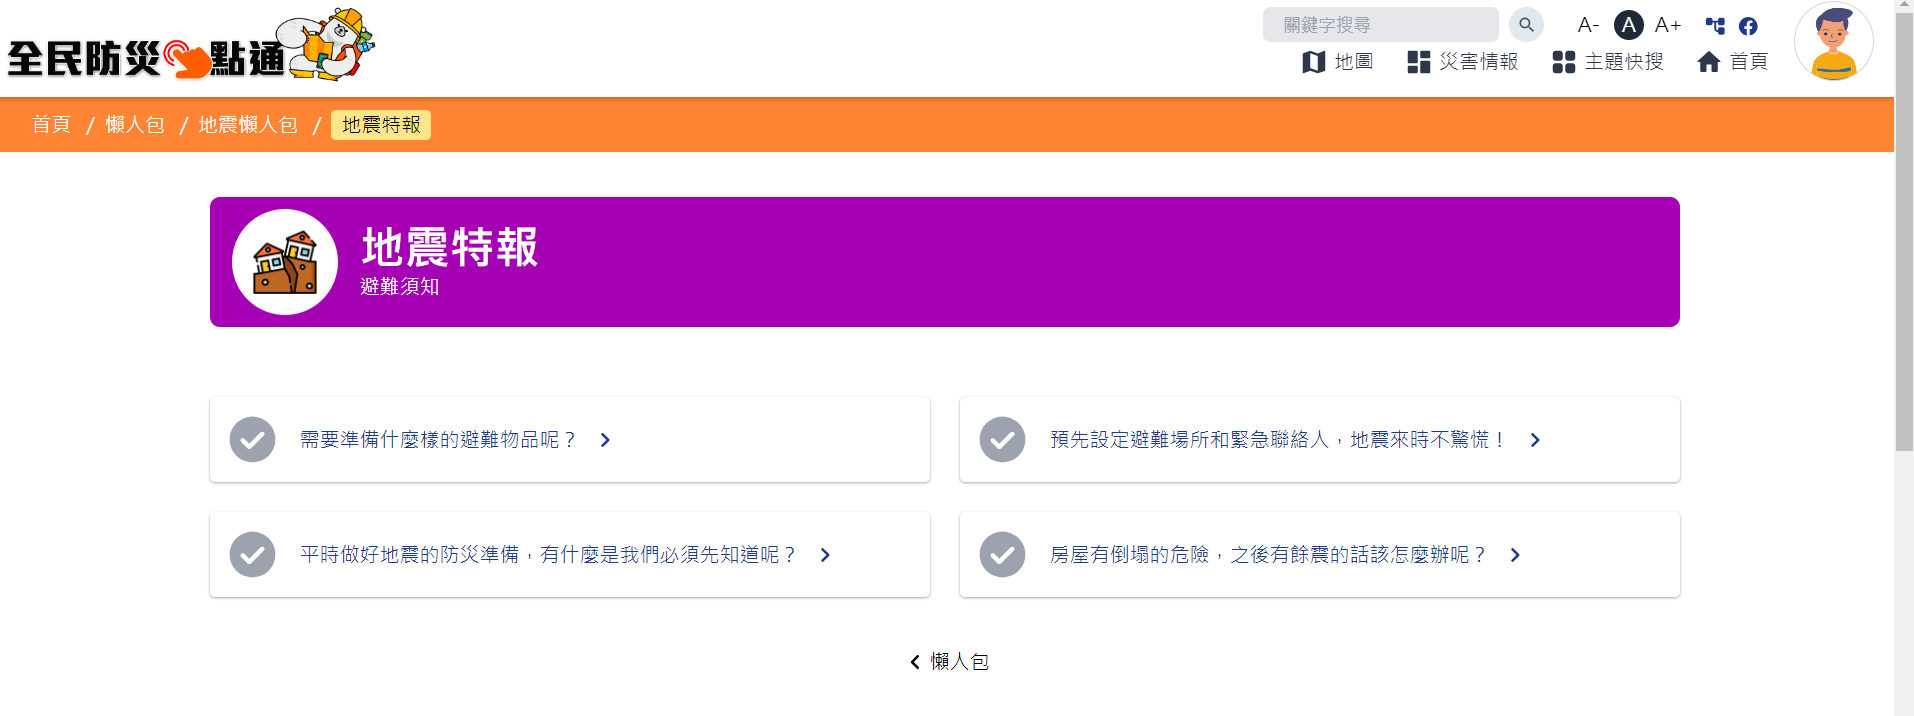 全民防災點通
關鍵字搜尋
A- A A+
地圖 災害情報 主題快搜 首頁
首頁 / 懶人包 / 地震懶人包 / 地震特報
地震特報
避難須知
需要準備什麼樣的避難物品呢？
預先設定避難場所和緊急聯絡人，地震來時不驚慌！
平時做好地震的防災準備，有什麼是我們必須先知道呢？
房屋有倒塌的危險，之後有餘震的話該怎麼辦呢？
懶人包